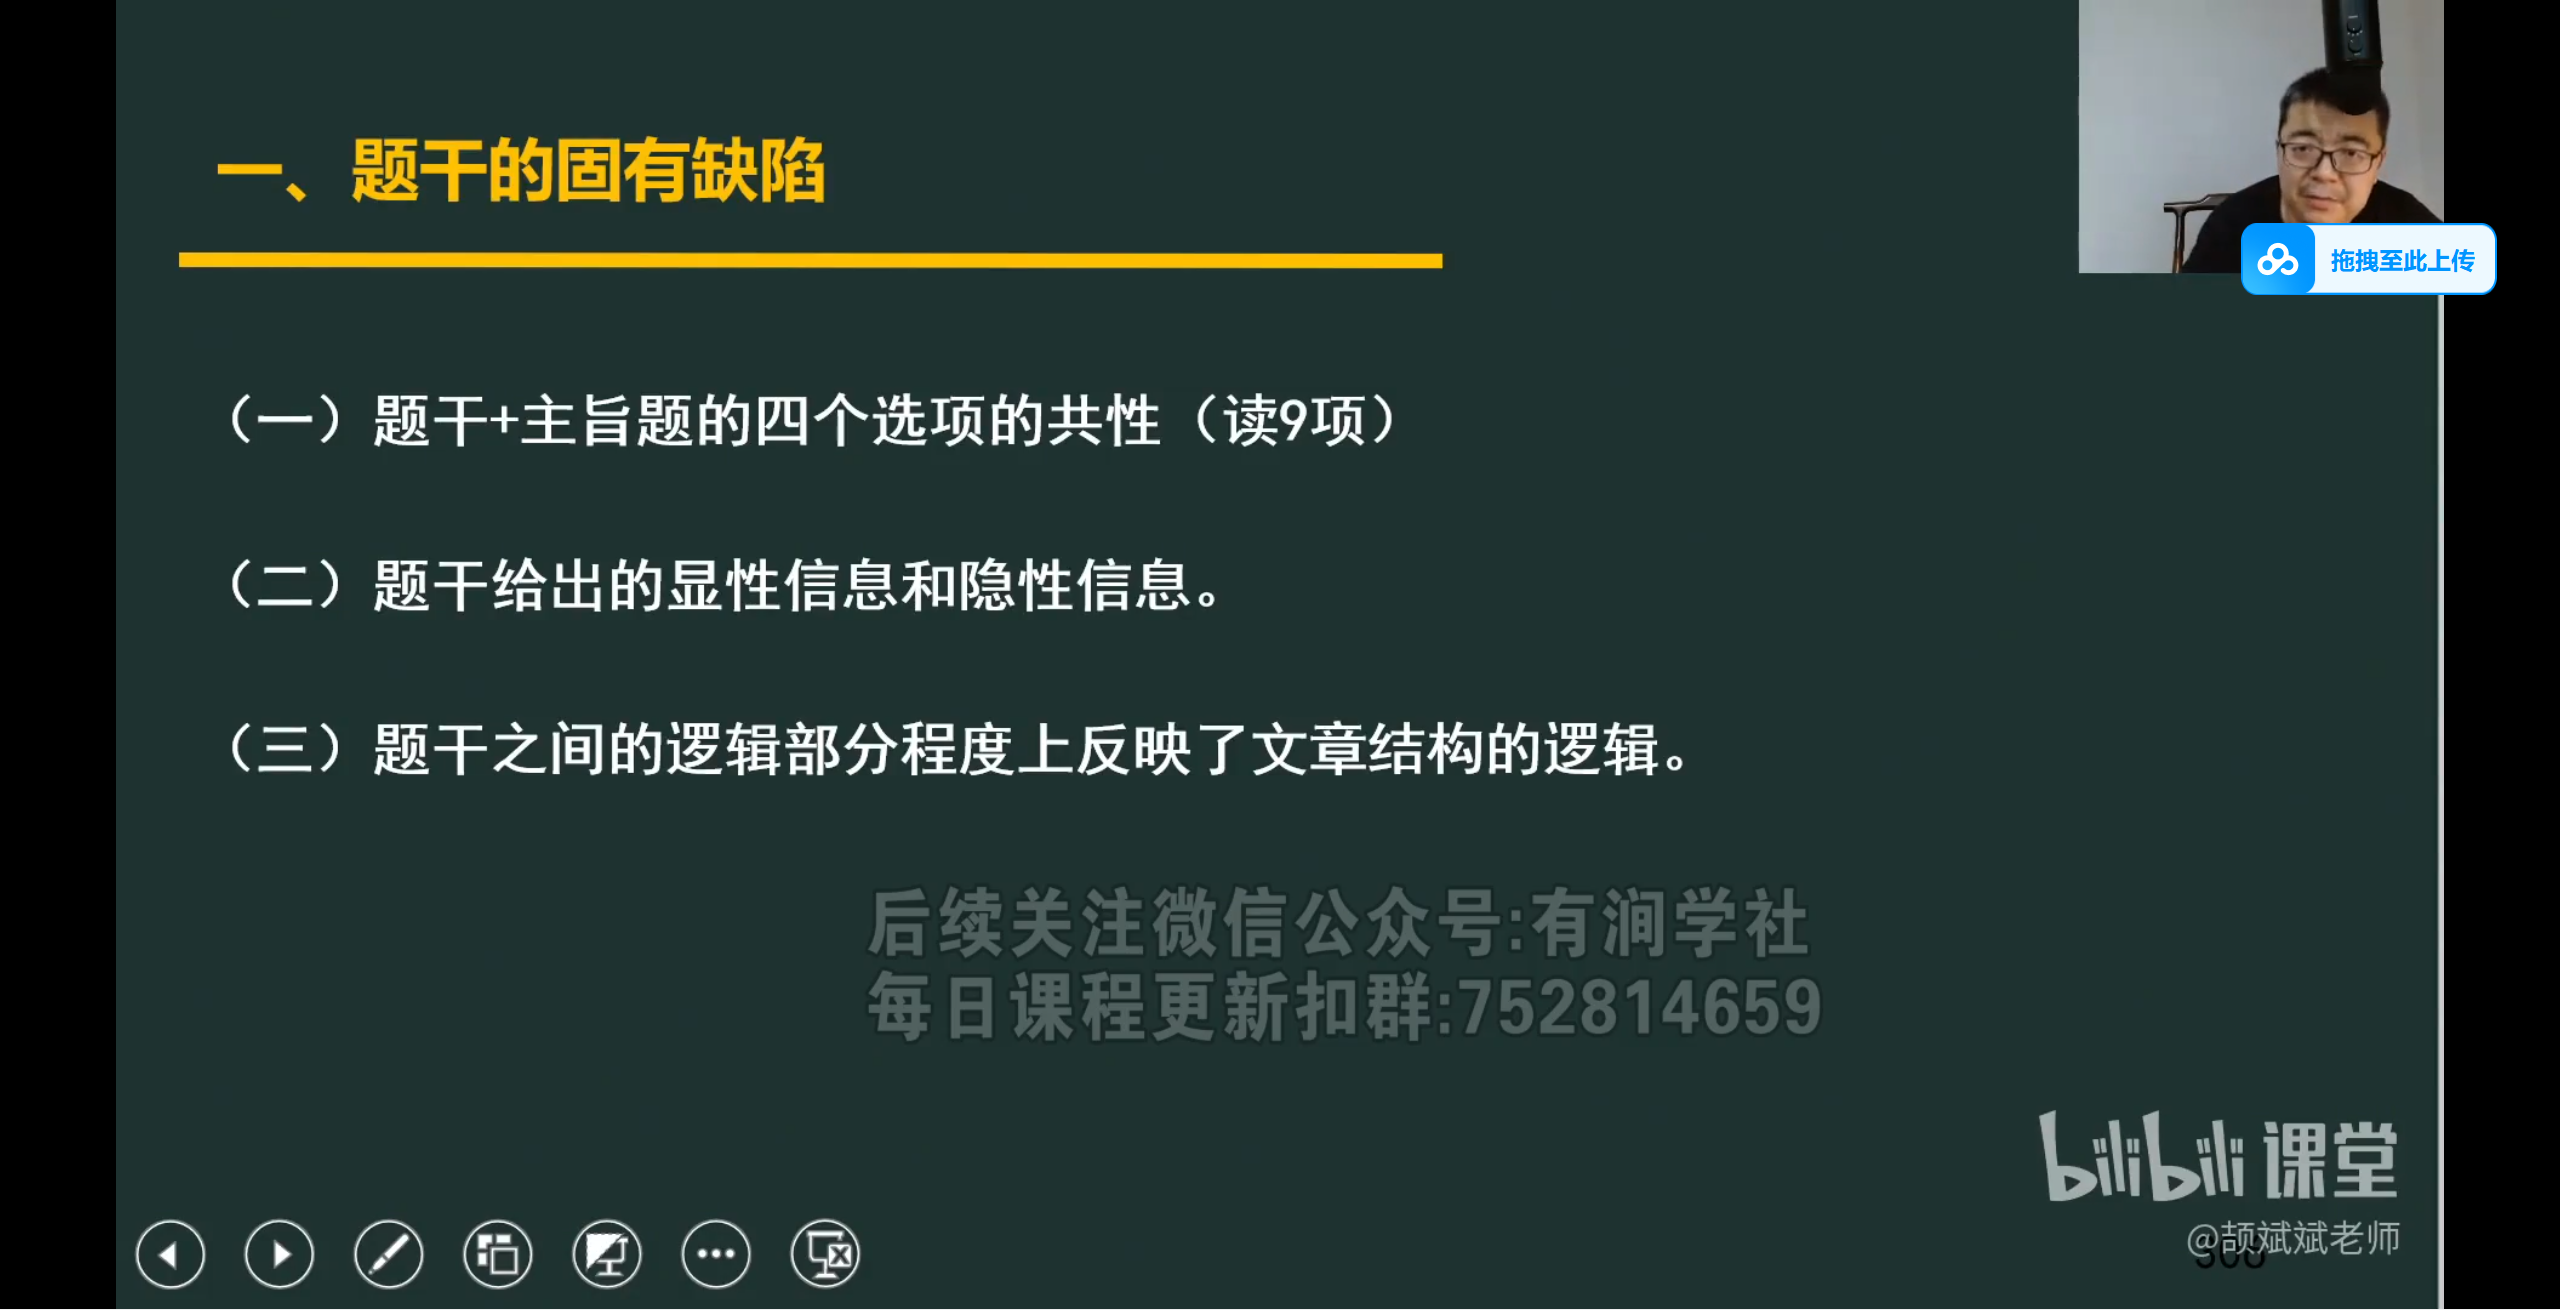 一、题干的固有缺陷
拖拽至此上传
（一）题干+主旨题的四个选项的共性（读9项）
（二）题干给出的显性信息和隐性信息。
（三）题干之间的逻辑部分程度上反映了文章结构的逻辑。
后续关注微信公众号:有涧学社
每日课程更新扣群:752814659
bilibili 课堂
@颉斌斌老师